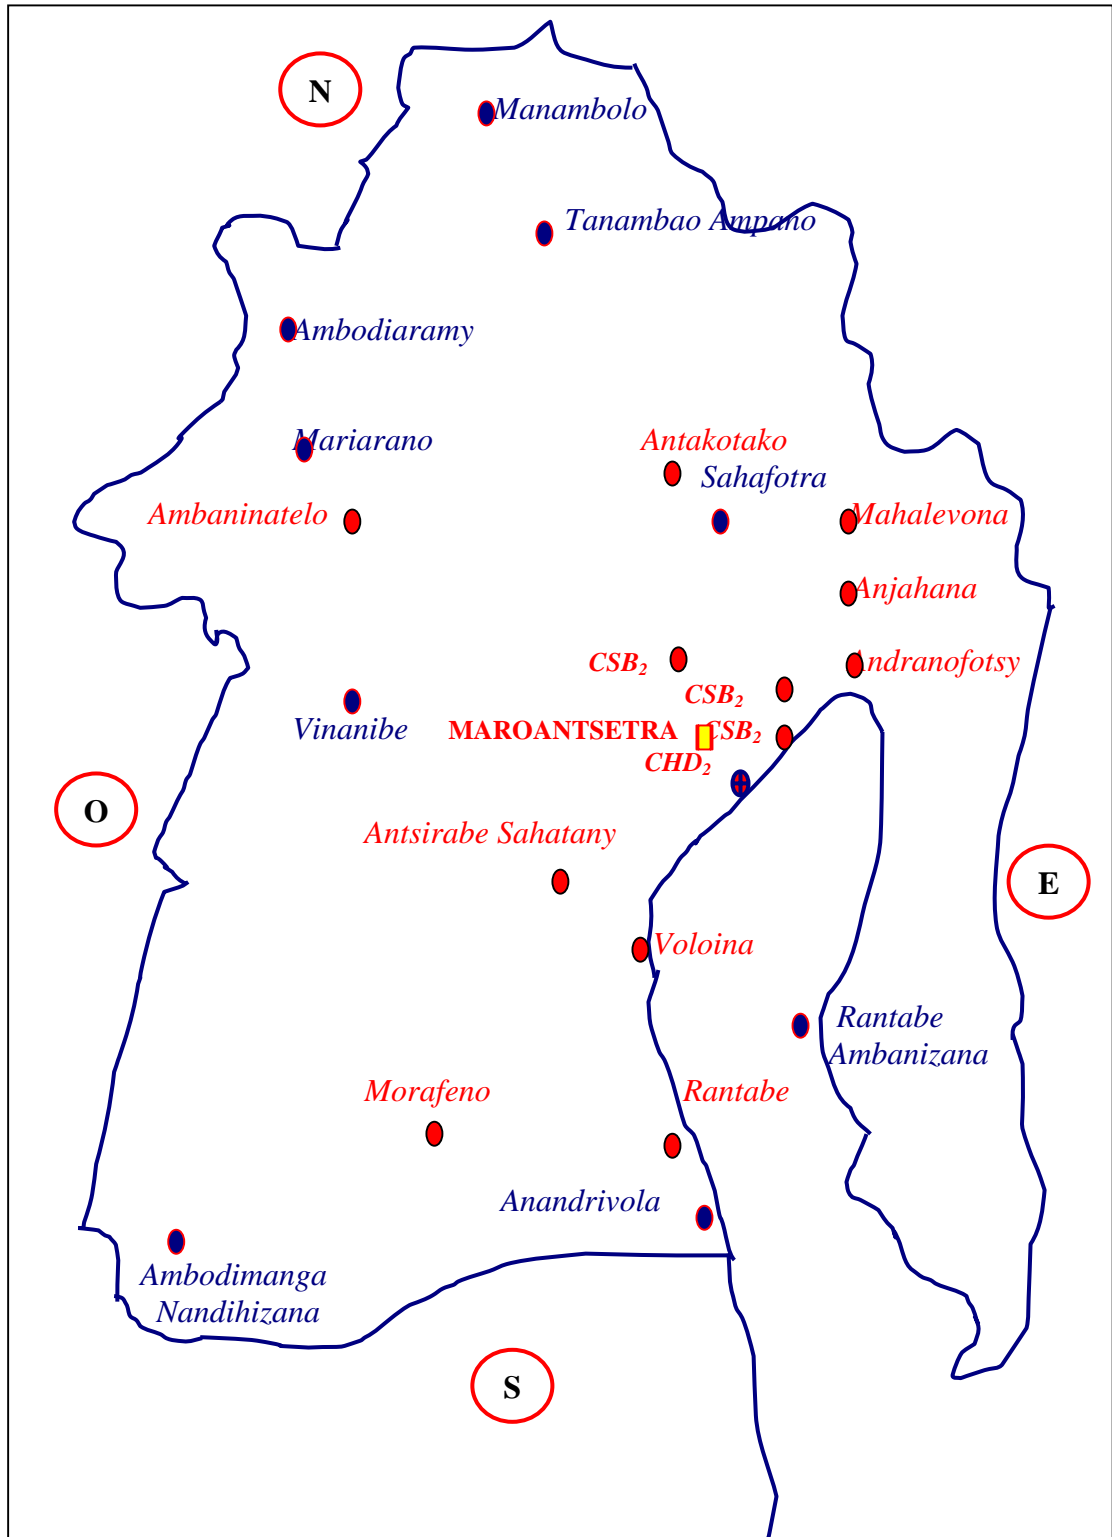 N
Manambolo
Tanambao Ampano
Ambodiaramy
Mariarano
Antakotako
Sahafotra
Ambaninatelo
Mahalevona
Anjahana
CSB₂
Andranofotsy
CSB₂
Vinanibe
MAROANTSETRA
CSB₂
CHD₂
O
Antsirabe Sahatany
E
Voloina
Rantabe
Ambanizana
Morafeno
Rantabe
Anandrivola
Ambodimanga
Nandihizana
S